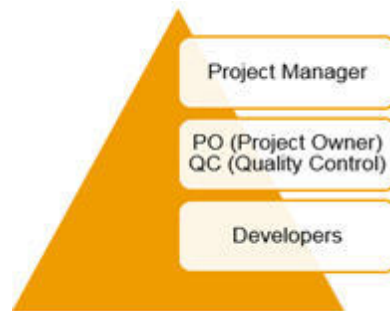 Project Manager
PO (Project Owner)
QC (Quality Control)
Developers